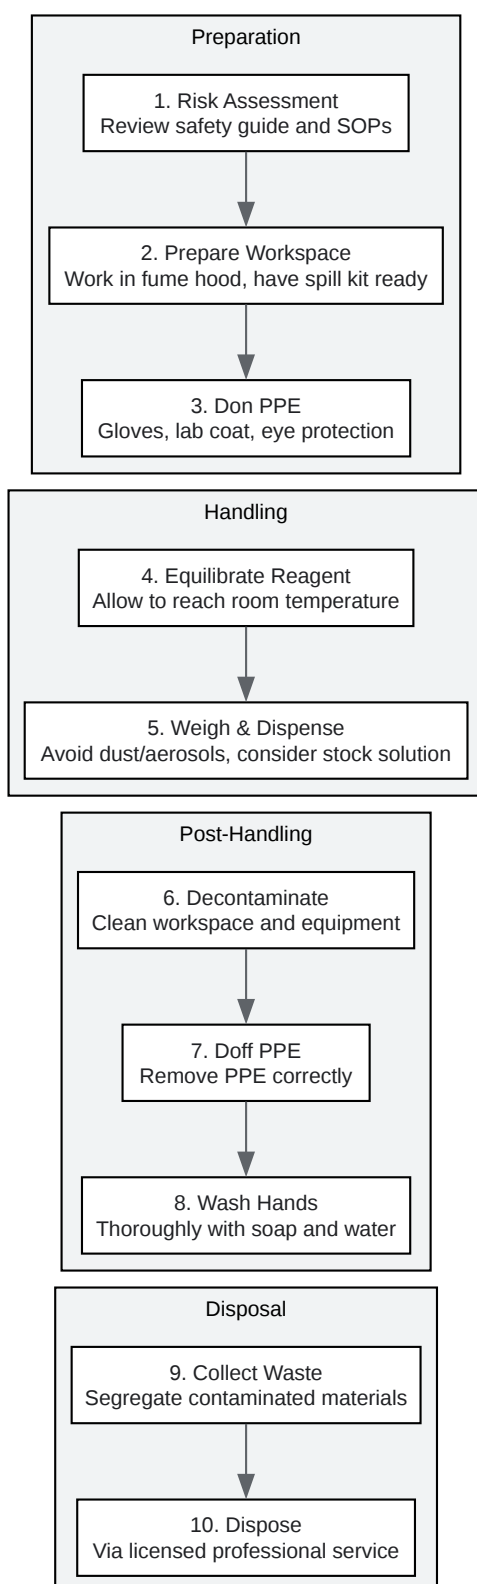 Preparation
1. Risk Assessment
Review safety guide and SOPs
2. Prepare Workspace
Work in fume hood, have spill kit ready
3. Don PPE
Gloves, lab coat, eye protection
Handling
4. Equilibrate Reagent
Allow to reach room temperature
5. Weigh & Dispense
Avoid dust/aerosols, consider stock solution
Post-Handling
6. Decontaminate
Clean workspace and equipment
7. Doff PPE
Remove PPE correctly
8. Wash Hands
Thoroughly with soap and water
Disposal
9. Collect Waste
Segregate contaminated materials
10. Dispose
Via licensed professional service